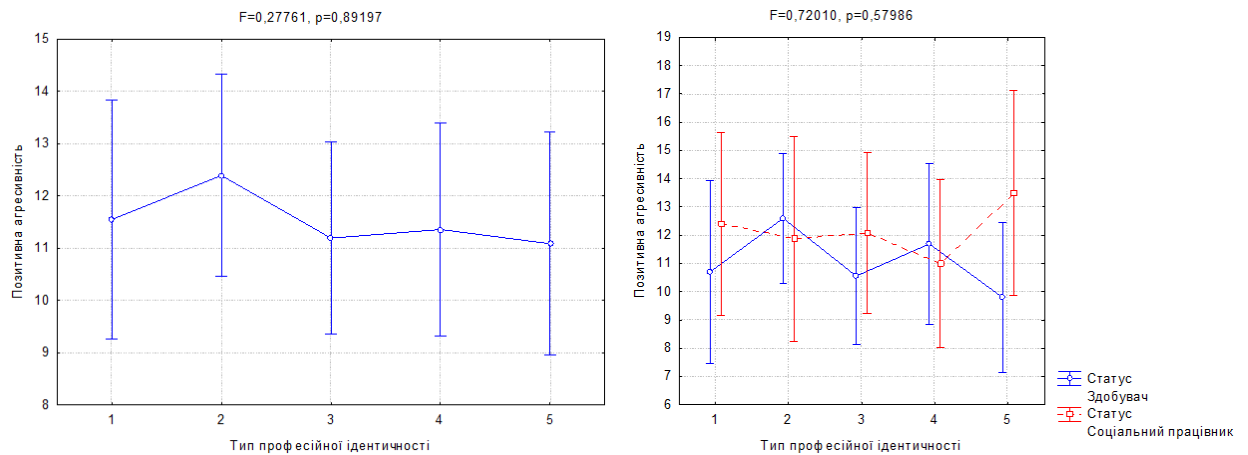 F=0,27761, p=0,89197
15
14
13
12
11
10
9
8
1 2 3 4 5
Позитивна агресивність
Тип професійної ідентичності
F=0,72010, p=0,57986
19
18
17
16
15
14
13
12
11
10
9
8
7
6
1 2 3 4 5
Позитивна агресивність
Тип професійної ідентичності
Статус
Здобувач
Статус
Соціальний працівник